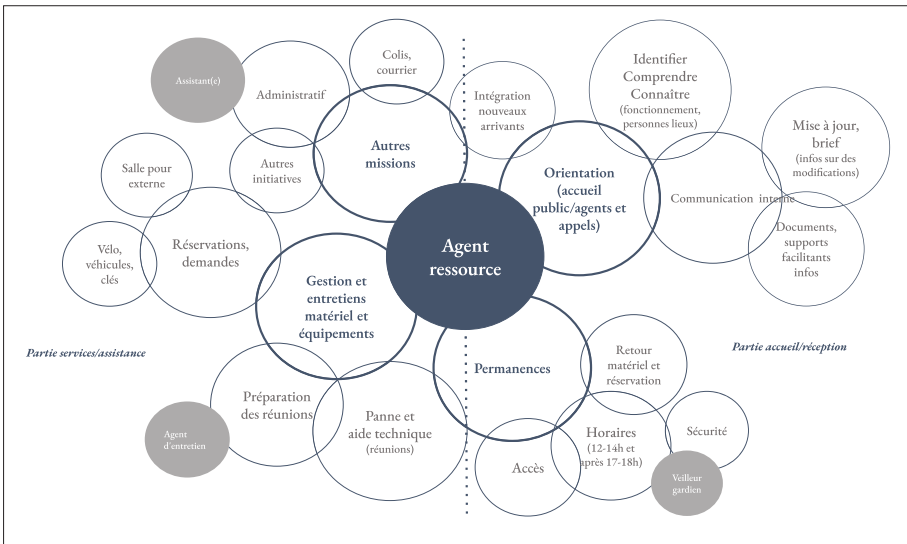 Assistant(e)
Administratif
Colis,
courrier
Intégration
nouveaux
arrivants
Identifier
Comprendre
Connaître
(fonctionnement,
personnes lieux)
Mise à jour,
brief
(infos sur des
modifications)
Salle pour
externe
Autres
initiatives
Autres
missions
Orientation
(accueil
public/agents et
appels)
Communication interne
Documents,
supports
facilitants
infos
Vélo,
véhicules,
clés
Réservations,
demandes
Agent
ressource
Gestion et
entretiens
matériel et
équipements
Partie services/assistance
Partie accueil/réception
Permanences
Retour
matériel et
réservation
Préparation
des réunions
Panne et
aide technique
(réunions)
Agent
d'entretien
Accès
Horaires
(12-14h et
après 17-18h)
Sécurité
Veilleur
gardien